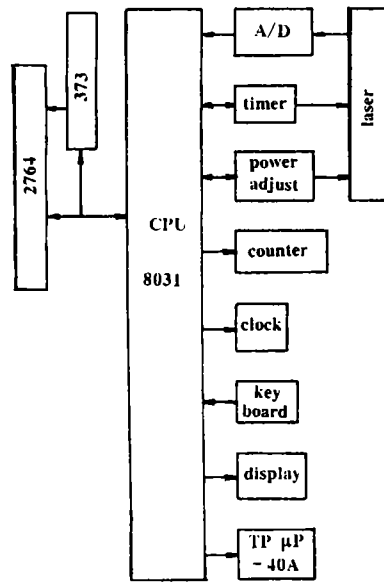 A/D
373
timer
laser
2764
power
adjust
CPU
8031
counter
clock
key
board
display
TP μP
- 40A